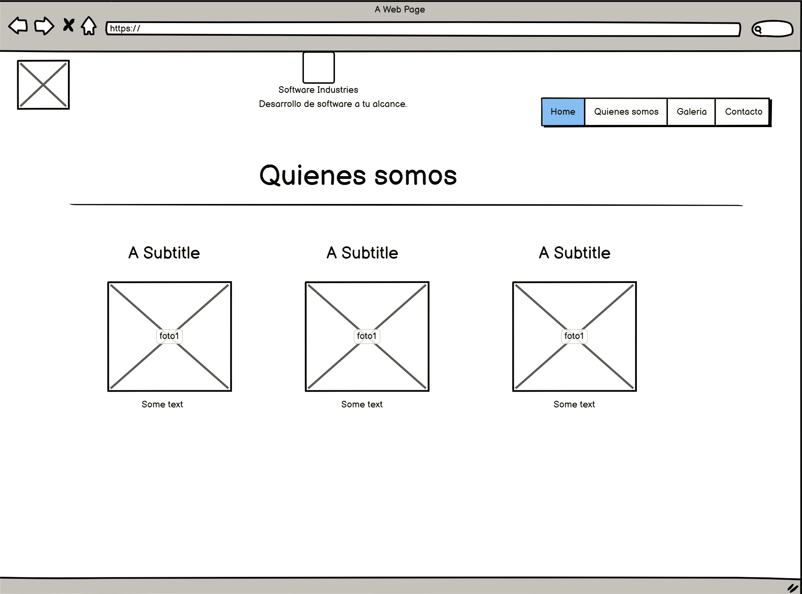 A Web Page
https://
Software Industries
Desarrollo de software a tu alcance.
Home Quienes somos Galeria Contacto
Quienes somos
A Subtitle A Subtitle A Subtitle
foto1 foto1 foto1
Some text Some text Some text